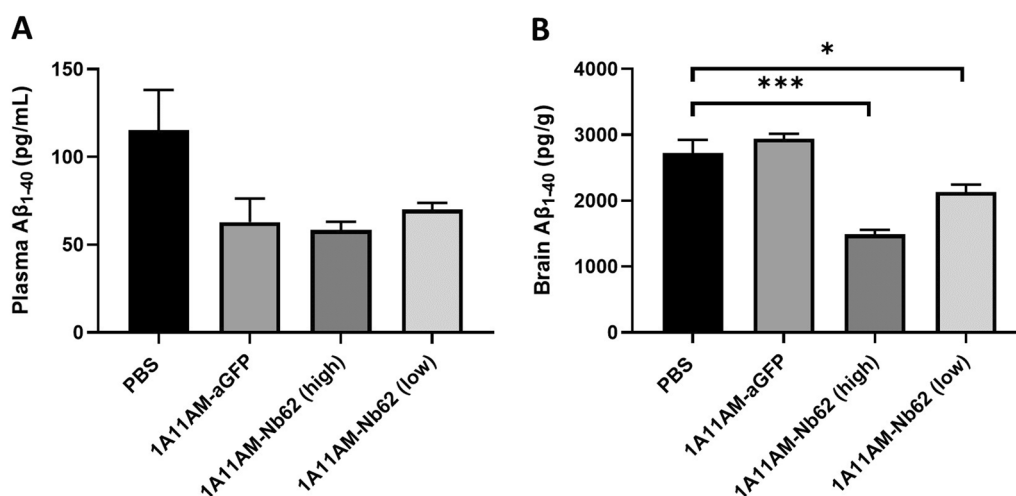 A
Plasma Aβ1-40 (pg/mL)
150
100
50
0
PBS
1A11AM-aGFP
1A11AM-Nb62 (high)
1A11AM-Nb62 (low)
B
Brain Aβ1-40 (pg/g)
4000
3000
2000
1000
0
*
***
PBS
1A11AM-aGFP
1A11AM-Nb62 (high)
1A11AM-Nb62 (low)